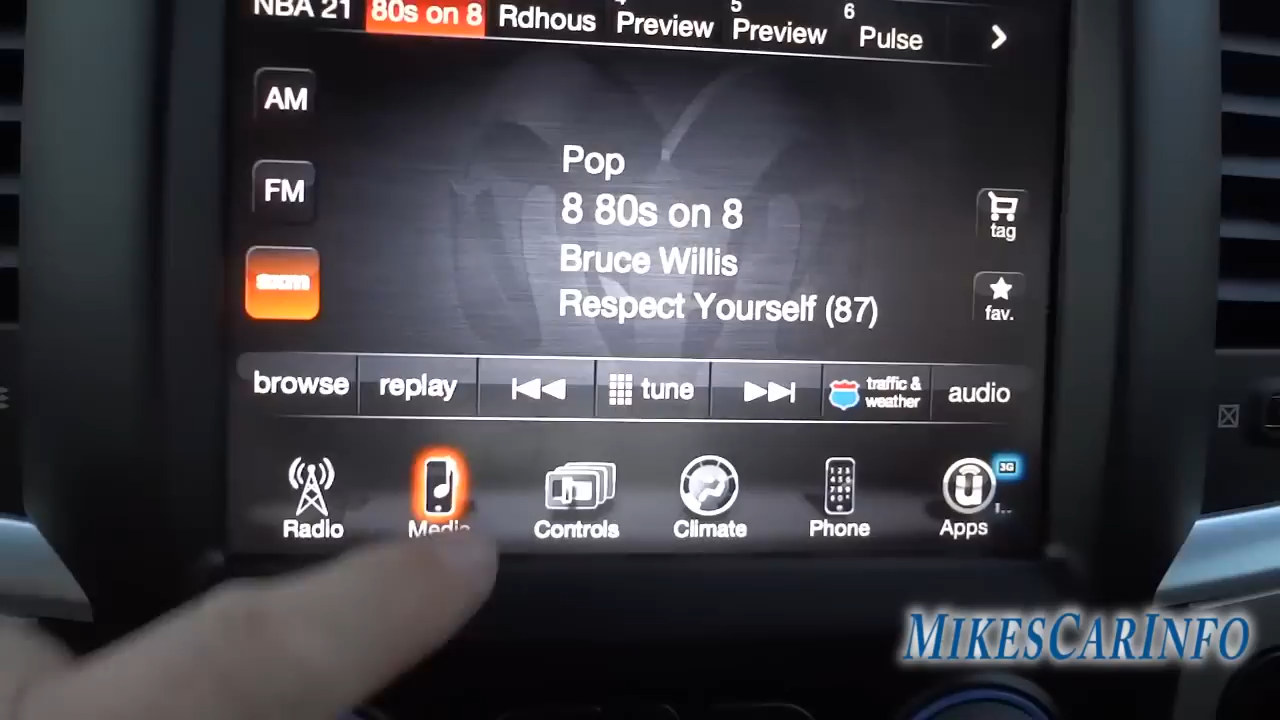 NBA 21
80s on 8
Rdhous
Preview
5
Preview
6
Pulse
AM
FM
Pop
8 80s on 8
Bruce Willis
Respect Yourself (87)
tag
fav.
browse
replay
tune
traffic &
weather
audio
Radio
Media
Controls
Climate
Phone
3G
Apps
MIKESCARINFO